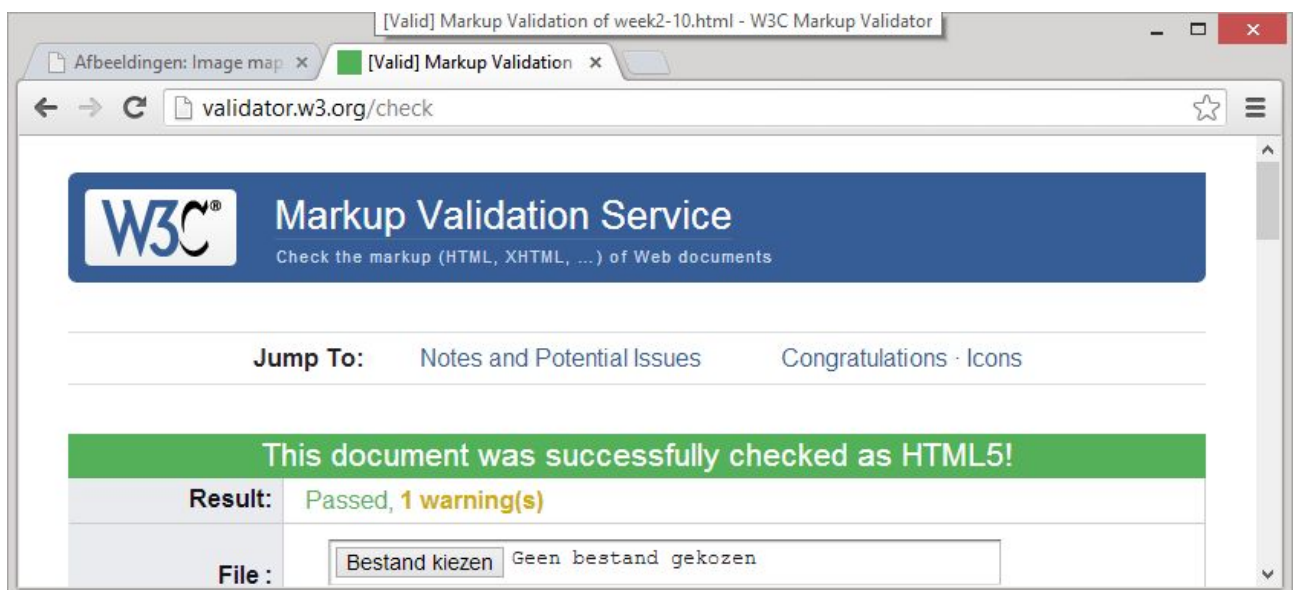 [Valid] Markup Validation of week2-10.html - W3C Markup Validator
Afbeeldingen: Image map
[Valid] Markup Validation
validator.w3.org/check
W3C®
Markup Validation Service
Check the markup (HTML, XHTML, ...) of Web documents
Jump To: Notes and Potential Issues Congratulations · Icons
This document was successfully checked as HTML5!
Result: Passed, 1 warning(s)
File : Bestand kiezen Geen bestand gekozen